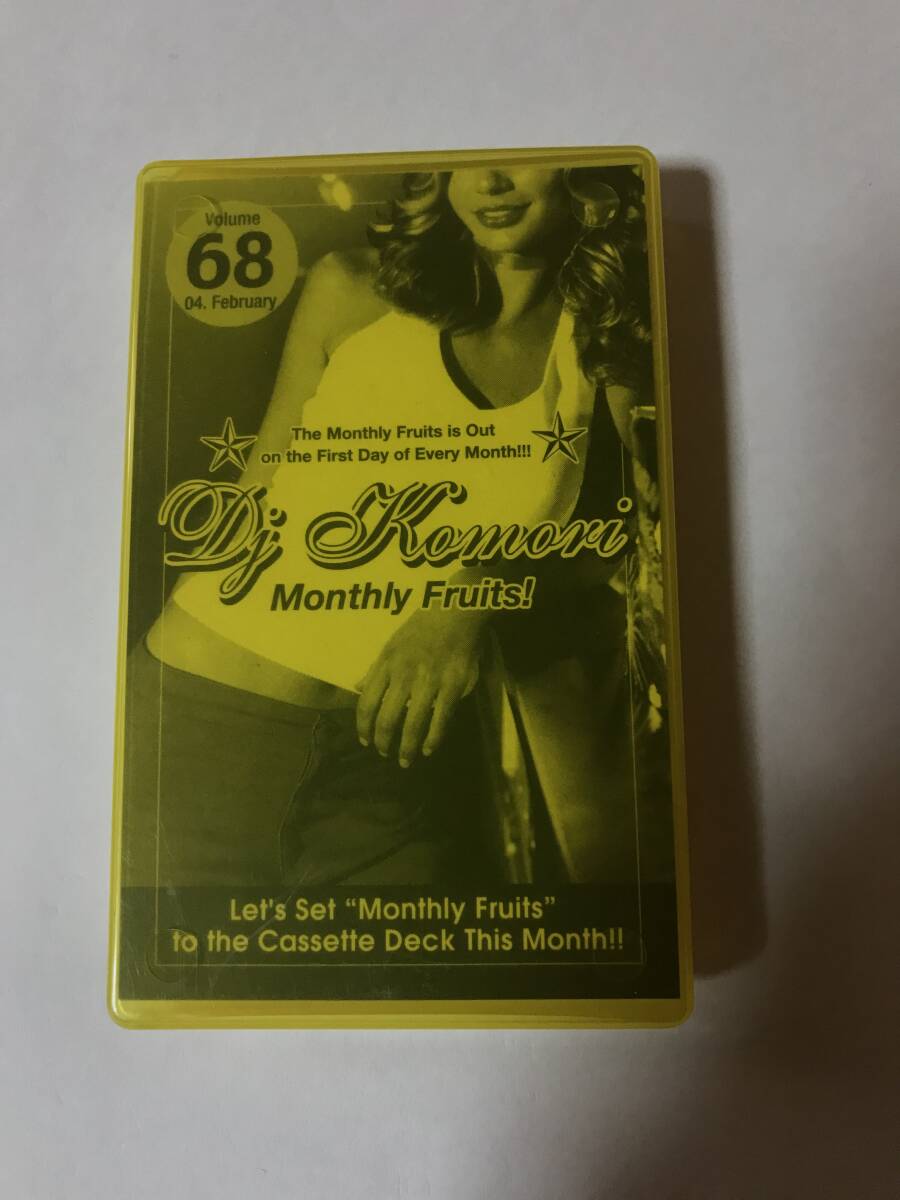 Volume
68
04. February
The Monthly Fruits is Out
on the First Day of Every Month!!!
Dj Komori
Monthly Fruits!
Let's Set “Monthly Fruits”
to the Cassette Deck This Month!!